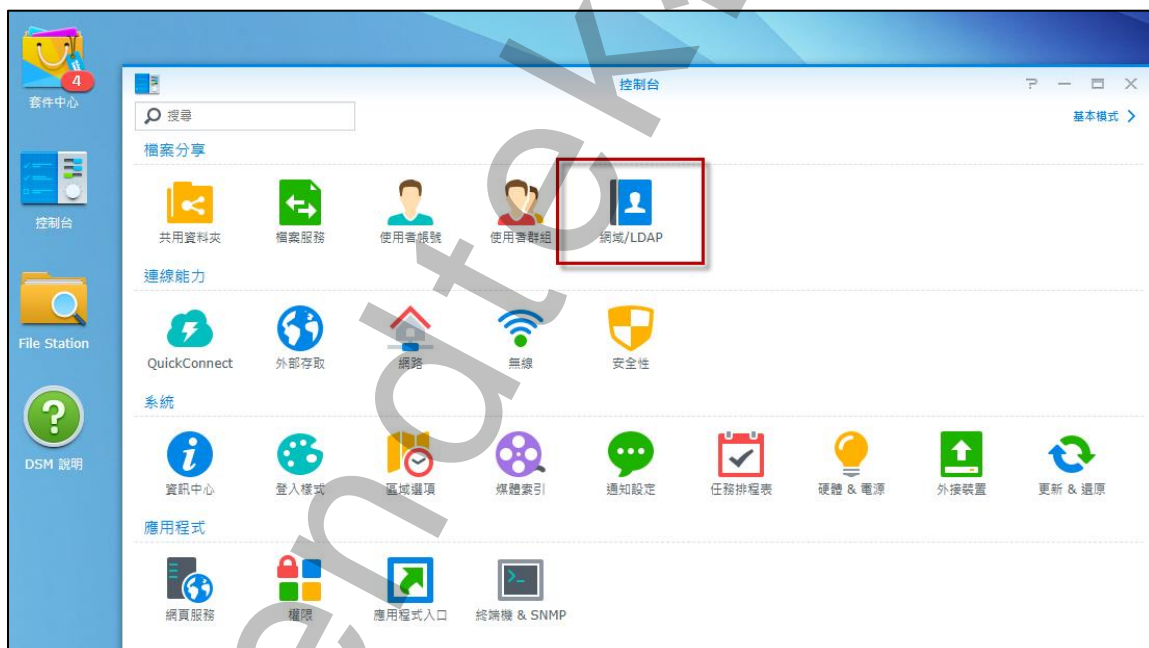 4
套件中心
控制台
File Station
DSM 說明
控制台
搜尋
基本模式
檔案分享
共用資料夾
檔案服務
使用者帳號
使用者群組
網域/LDAP
連線能力
QuickConnect
外部存取
網路
無線
安全性
系統
資訊中心
登入樣式
區域選項
媒體索引
通知設定
任務排程表
硬體 & 電源
外接裝置
更新 & 還原
應用程式
網頁服務
權限
應用程式入口
終端機 & SNMP
endtek